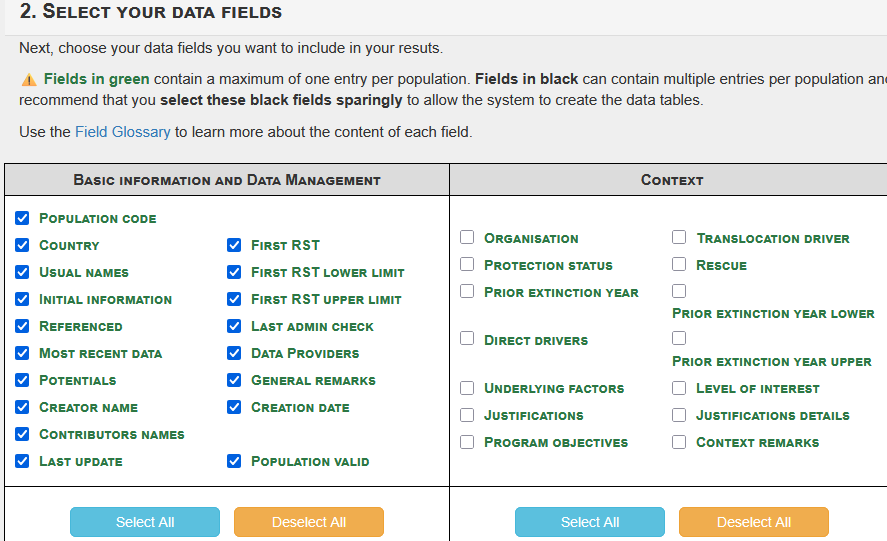 2. Select your data fields
Next, choose your data fields you want to include in your resuts.
Fields in green contain a maximum of one entry per population. Fields in black can contain multiple entries per population an
recommend that you select these black fields sparingly to allow the system to create the data tables.
Use the Field Glossary to learn more about the content of each field.
Basic information and Data Management
Population code
Country First RST
Usual names First RST lower limit
Initial information First RST upper limit
Referenced Last admin check
Most recent data Data Providers
Potentials General remarks
Creator name Creation date
Contributors names
Last update Population valid
Select All Deselect All
Context
Organisation Translocation driver
Protection status Rescue
Prior extinction year
Prior extinction year lower
Direct drivers
Prior extinction year upper
Underlying factors Level of interest
Justifications Justifications details
Program objectives Context remarks
Select All Deselect All